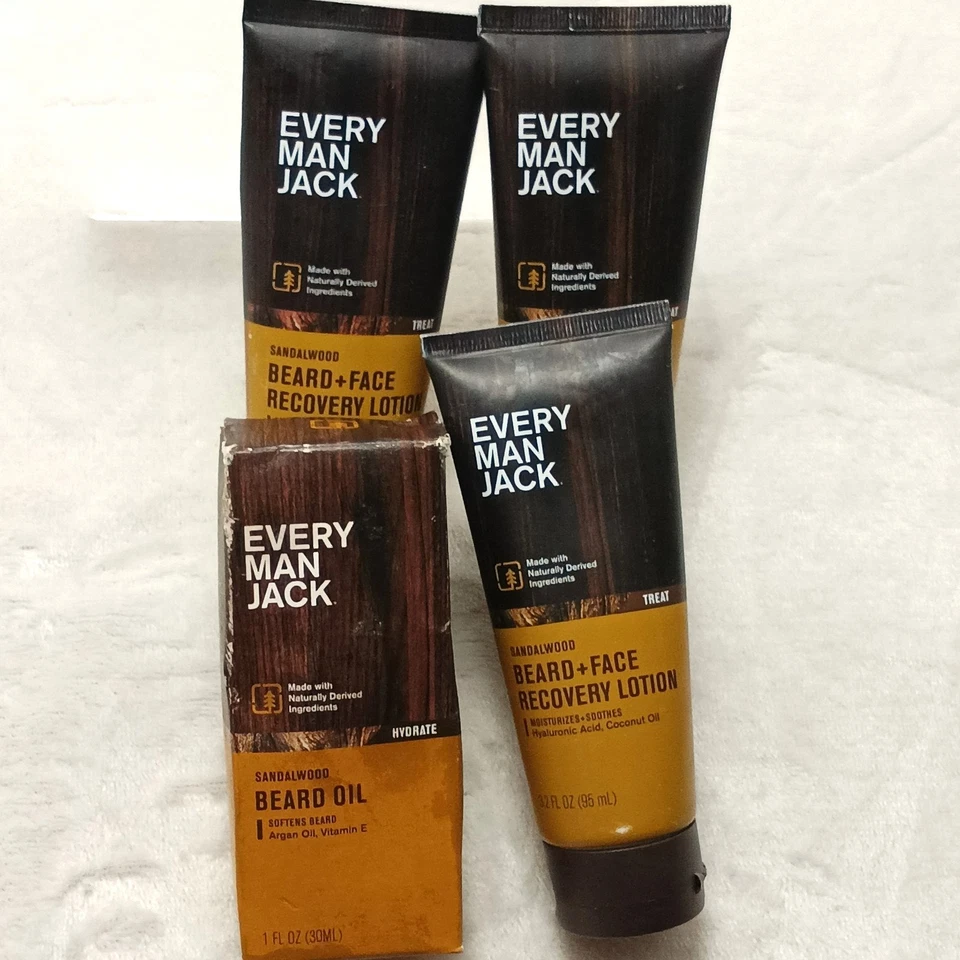 EVERY
MAN
JACK.
Made with
Naturally Derived
Ingredients
TREAT
SANDALWOOD
BEARD+FACE
RECOVERY LOTION
EVERY
MAN
JACK.
Made with
Naturally Derived
Ingredients
EVERY
MAN
JACK.
Made with
Naturally Derived
Ingredients
HYDRATE
SANDALWOOD
BEARD OIL
SOFTENS BEARD
Argan Oil, Vitamin E
1 FL OZ (30ML)
EVERY
MAN
JACK.
Made with
Naturally Derived
Ingredients
TREAT
SANDALWOOD
BEARD+FACE
RECOVERY LOTION
MOISTURIZES+SOOTHES
Hyaluronic Acid, Coconut Oil
3.2 FL OZ (95 mL)